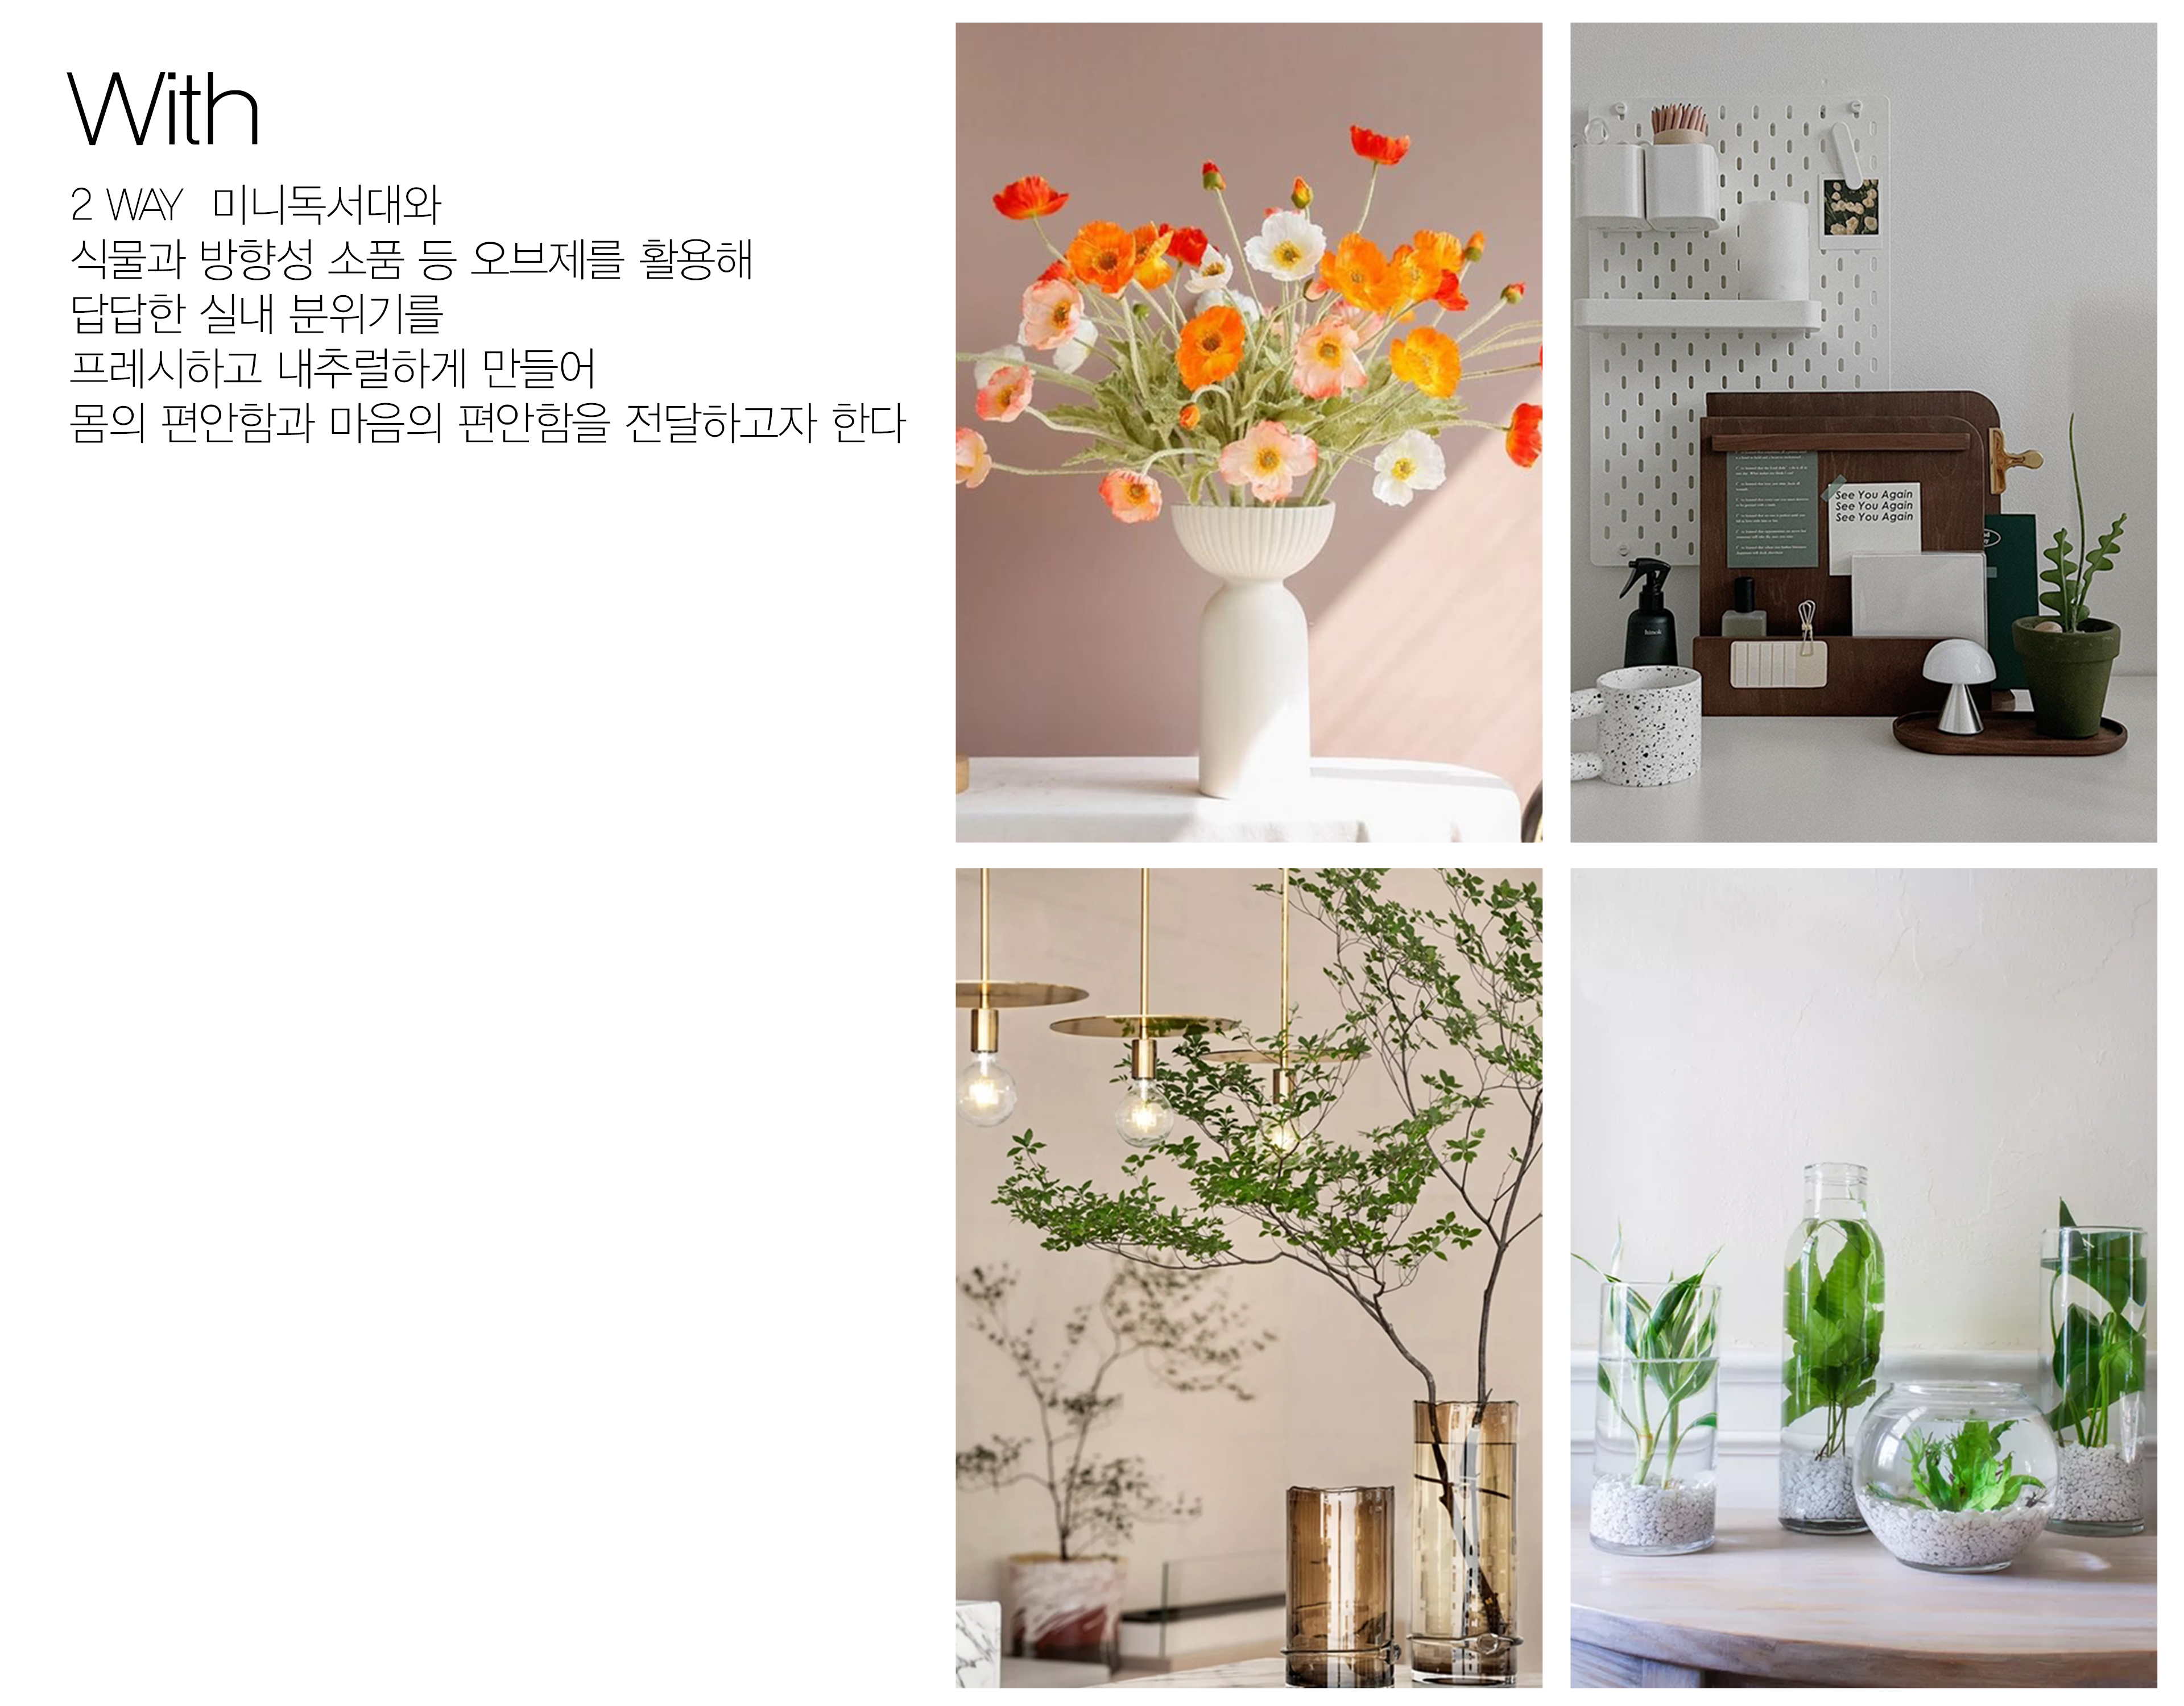 With
2 WAY 미니독서대와
식물과 방향성 소품 등 오브제를 활용해
답답한 실내 분위기를
프레시하고 내추럴하게 만들어
몸의 편안함과 마음의 편안함을 전달하고자 한다
See You Again
See You Again
See You Again
hinok